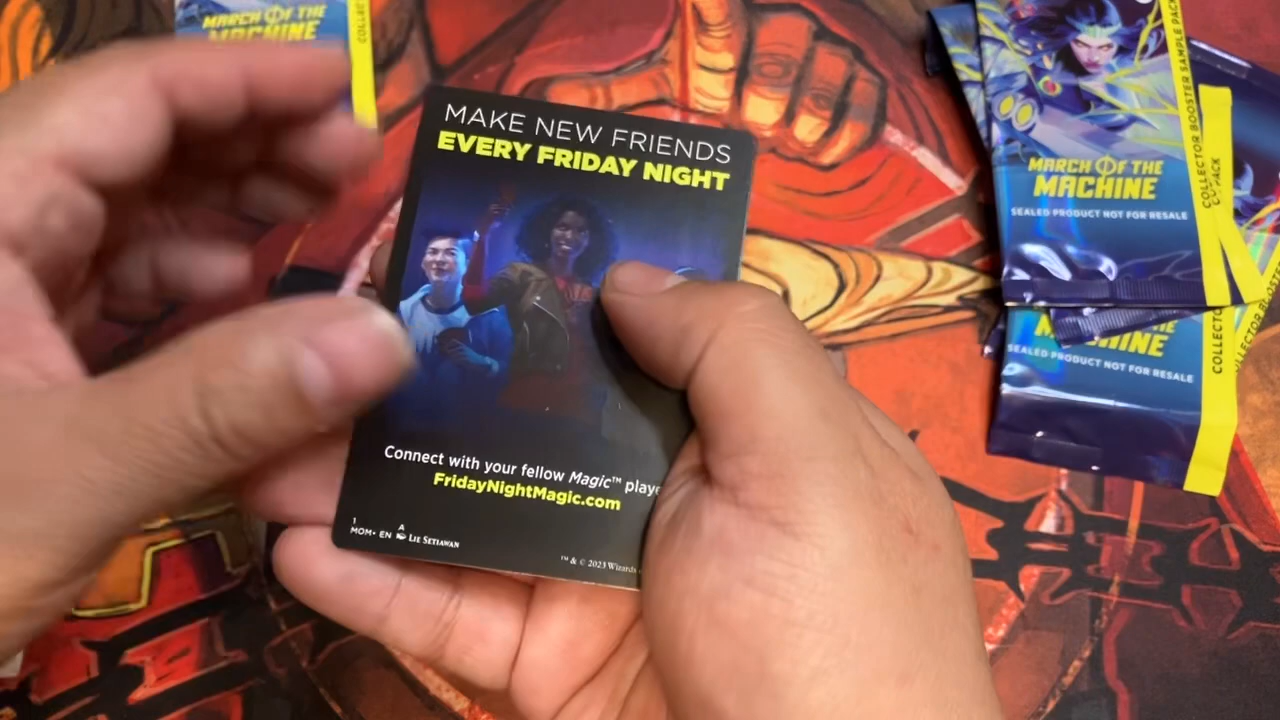 MARCH OF THE
MACHINE
COLLECT
MAKE NEW FRIENDS
EVERY FRIDAY NIGHT
Connect with your fellow Magic™ playe
FridayNightMagic.com
1 A
MOM • EN LIE SETIAWAN
™ & © 2023 Wizards
MARCH OF THE
MACHINE
SEALED PRODUCT NOT FOR RESALE
COLLECTOR BOOSTER SAMPLE PACK
SEALED PRODUCT NOT FOR RESALE